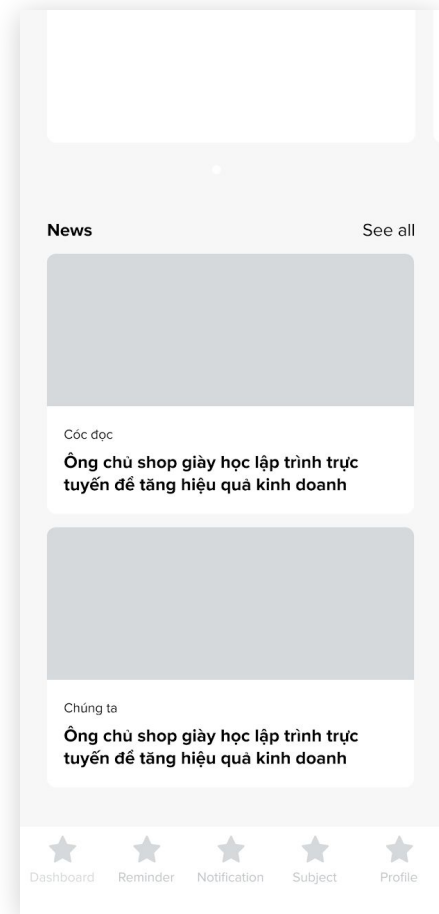 News
See all
Cóc đọc
Ông chủ shop giày học lập trình trực
tuyến để tăng hiệu quả kinh doanh
Chúng ta
Ông chủ shop giày học lập trình trực
tuyến để tăng hiệu quả kinh doanh
Dashboard
Reminder
Notification
Subject
Profile